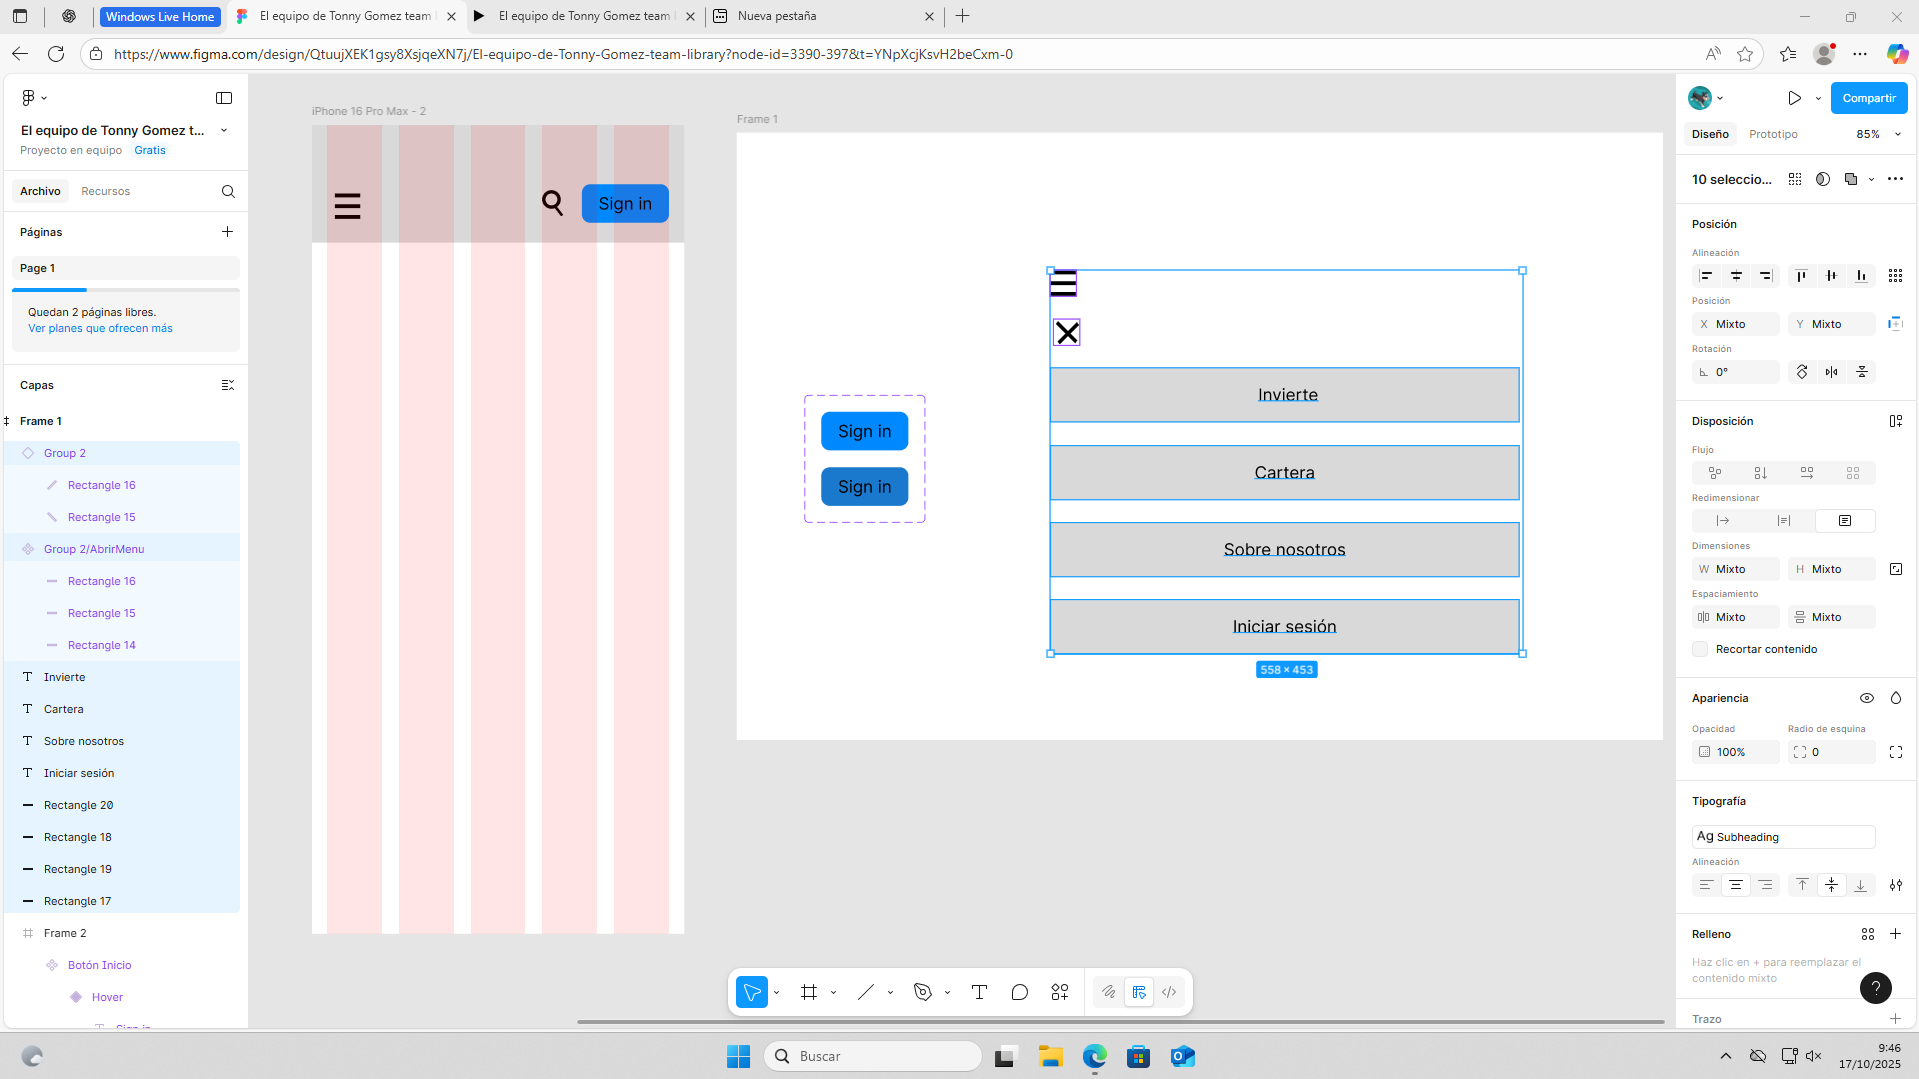 Windows Live Home
El equipo de Tonny Gomez team
El equipo de Tonny Gomez team
Nueva pestaña
https://www.figma.com/design/QtuujXEK1gsy8XsjqeXN7j/El-equipo-de-Tonny-Gomez-team-library?node-id=3390-397&t=YNpXcjKsvH2beCxm-0
El equipo de Tonny Gomez t...
Proyecto en equipo Gratis
Archivo Recursos
Páginas
Page 1
Quedan 2 páginas libres.
Ver planes que ofrecen más
Capas
Frame 1
Group 2
Rectangle 16
Rectangle 15
Group 2/AbrirMenu
Rectangle 16
Rectangle 15
Rectangle 14
Invierte
Cartera
Sobre nosotros
Iniciar sesión
Rectangle 20
Rectangle 18
Rectangle 19
Rectangle 17
Frame 2
Botón Inicio
Hover
Sign in
iPhone 16 Pro Max - 2
Sign in
Frame 1
Sign in
Sign in
Invierte
Cartera
Sobre nosotros
Iniciar sesión
558 × 453
Compartir
Diseño Prototipo 85%
10 seleccio...
Posición
Alineación
Posición
X Mixto Y Mixto
Rotación
0°
Disposición
Flujo
Redimensionar
Dimensiones
W Mixto H Mixto
Espaciamiento
Mixto Mixto
Recortar contenido
Apariencia
Opacidad Radio de esquina
100% 0
Tipografía
Ag Subheading
Alineación
Relleno
Haz clic en + para reemplazar el
contenido mixto
?
Trazo
Buscar
9:46
17/10/2025